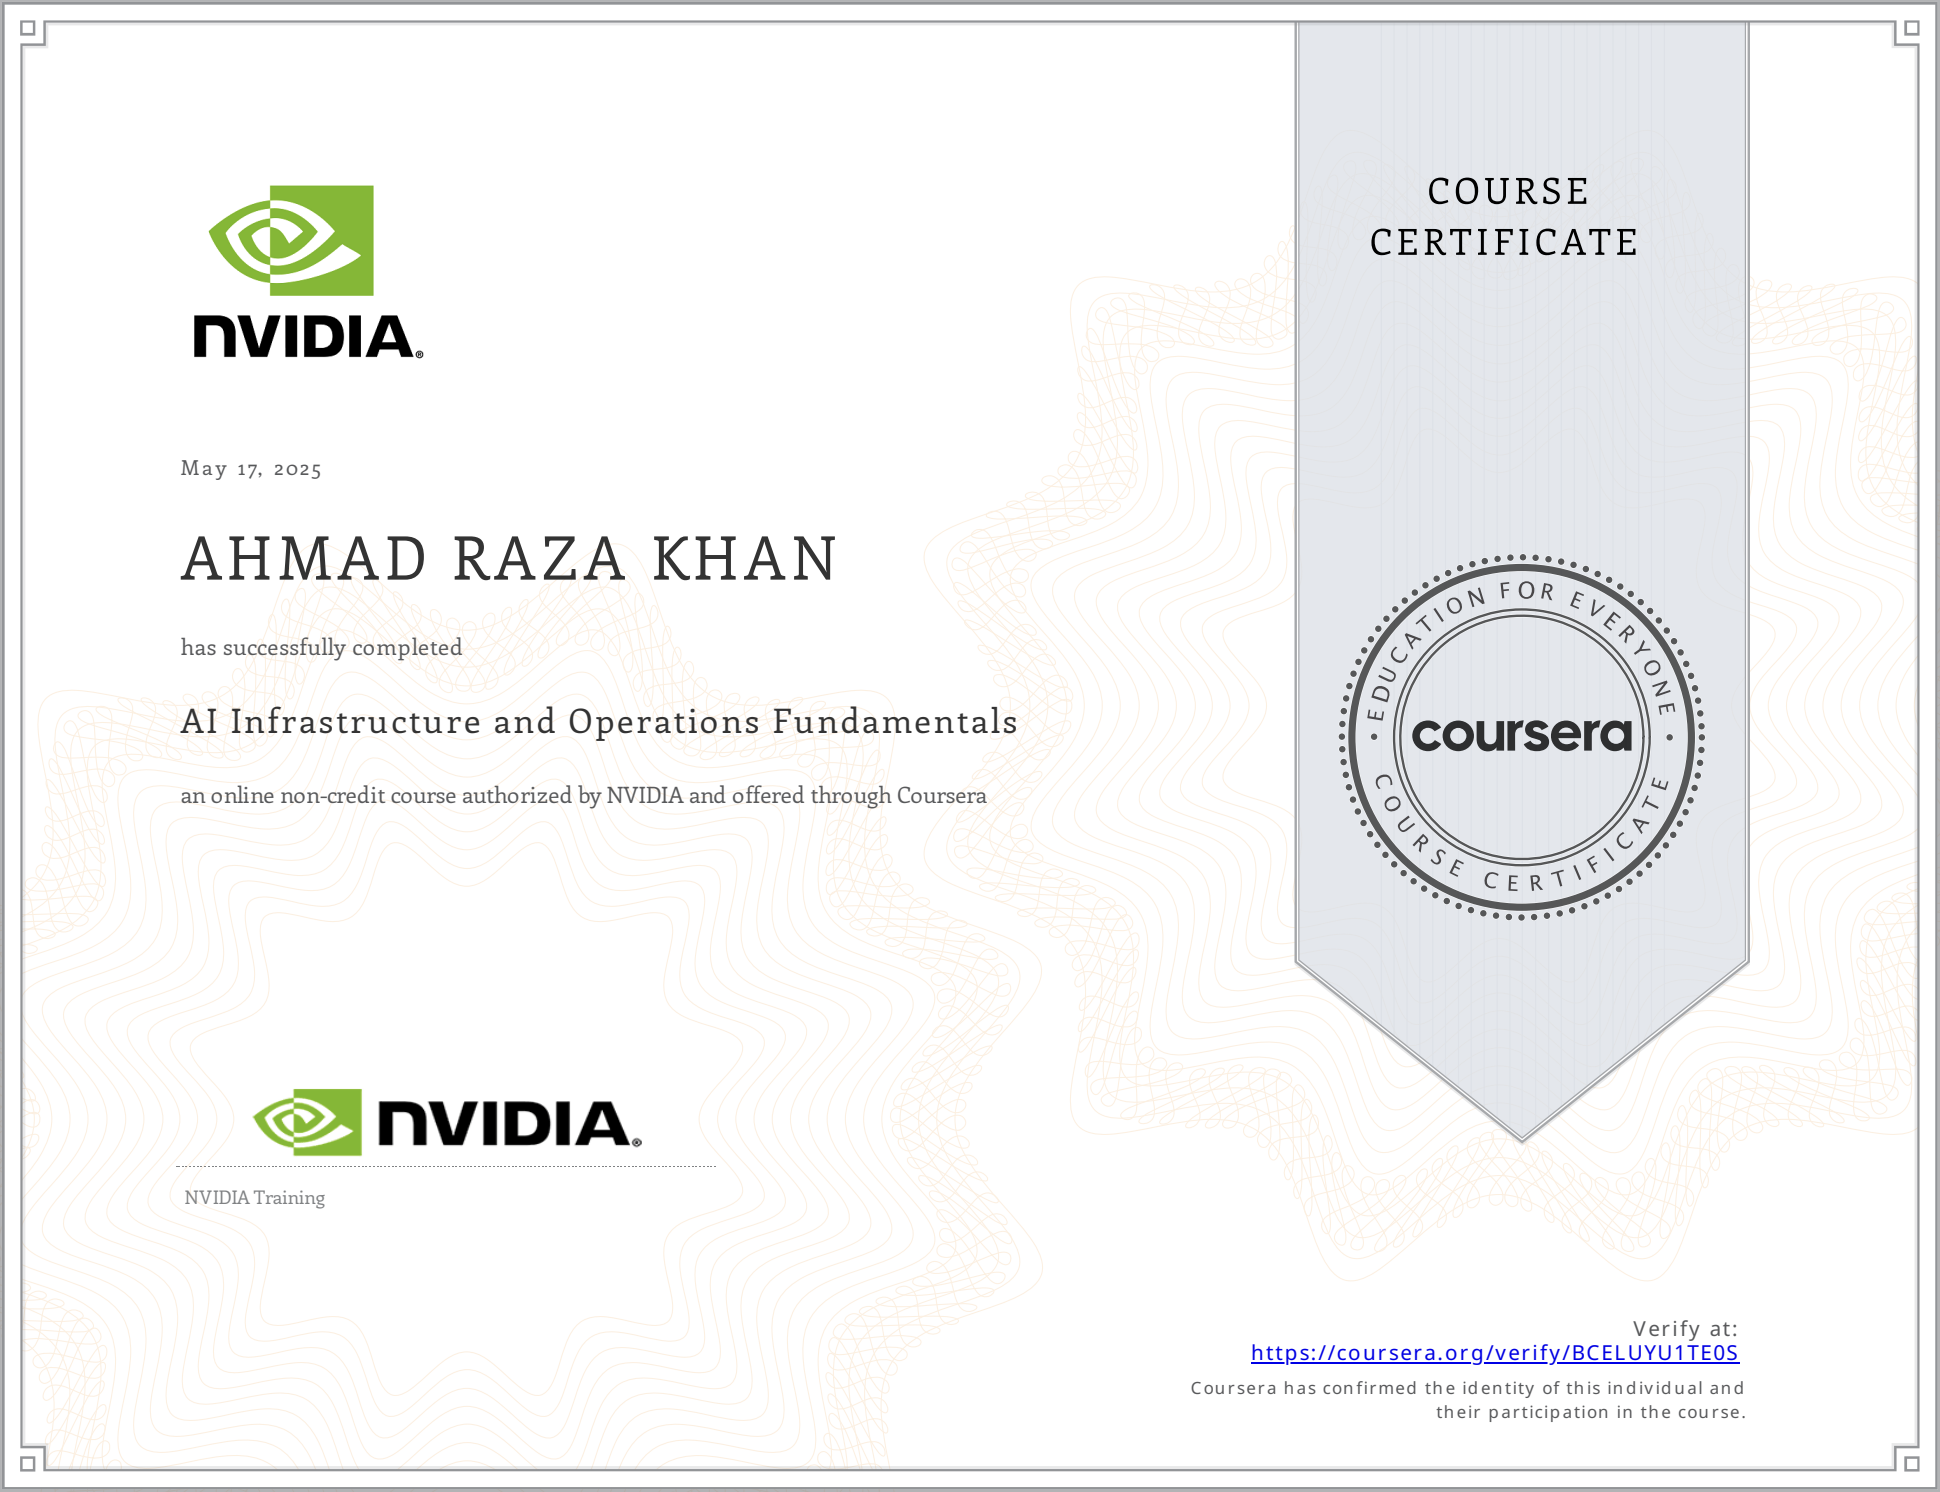 NVIDIA®
May 17, 2025
AHMAD RAZA KHAN
has successfully completed
AI Infrastructure and Operations Fundamentals
an online non-credit course authorized by NVIDIA and offered through Coursera
NVIDIA®
NVIDIA Training
COURSE
CERTIFICATE
EDUCATION FOR EVERYONE
coursera
COURSE CERTIFICATE
Verify at:
https://coursera.org/verify/BCELUYU1TE0S
Coursera has confirmed the identity of this individual and
their participation in the course.